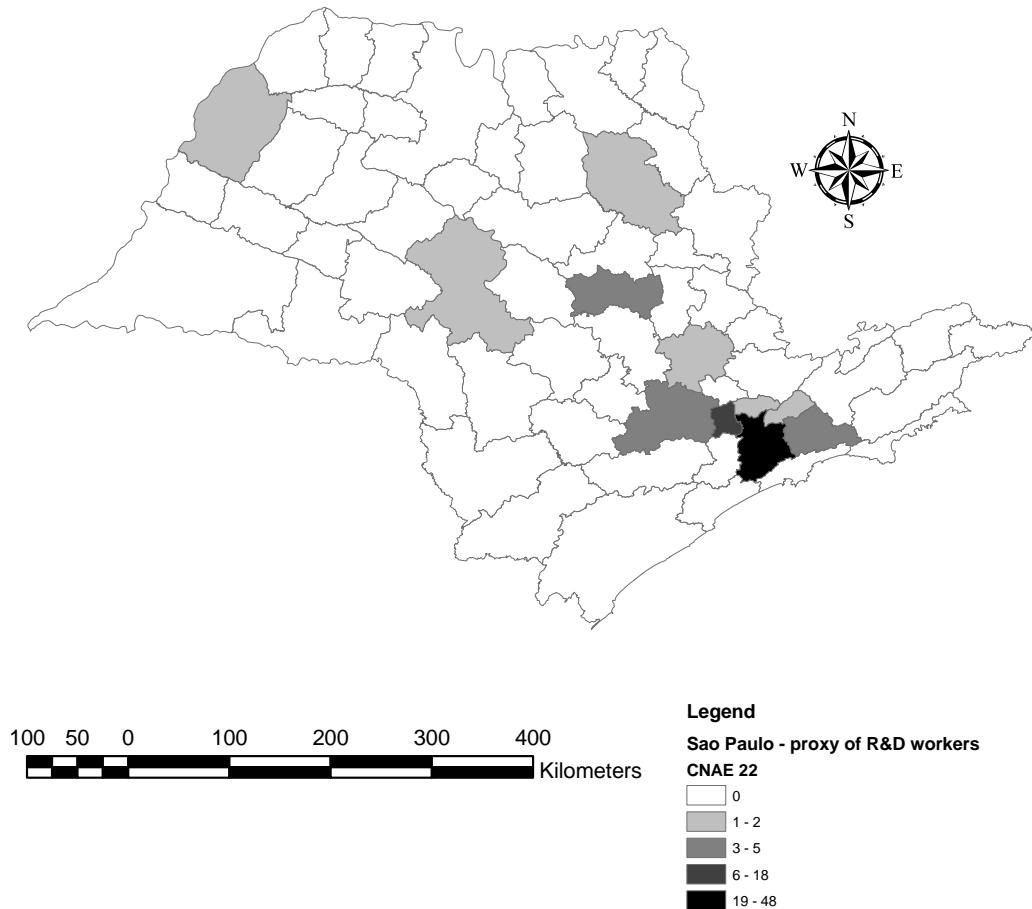 N
W E
S
100 50 0 100 200 300 400
Kilometers
Legend
Sao Paulo - proxy of R&D workers
CNAE 22
0
1 - 2
3 - 5
6 - 18
19 - 48